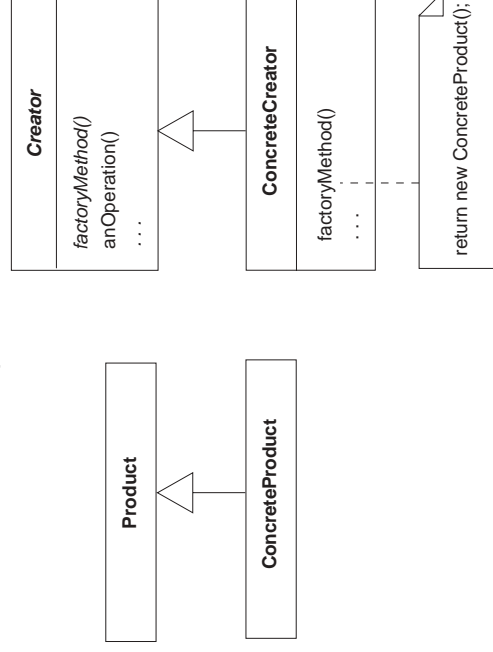 Product
ConcreteProduct
Creator
factoryMethod()
anOperation()
. . .
ConcreteCreator
factoryMethod()
. . .
return new ConcreteProduct();